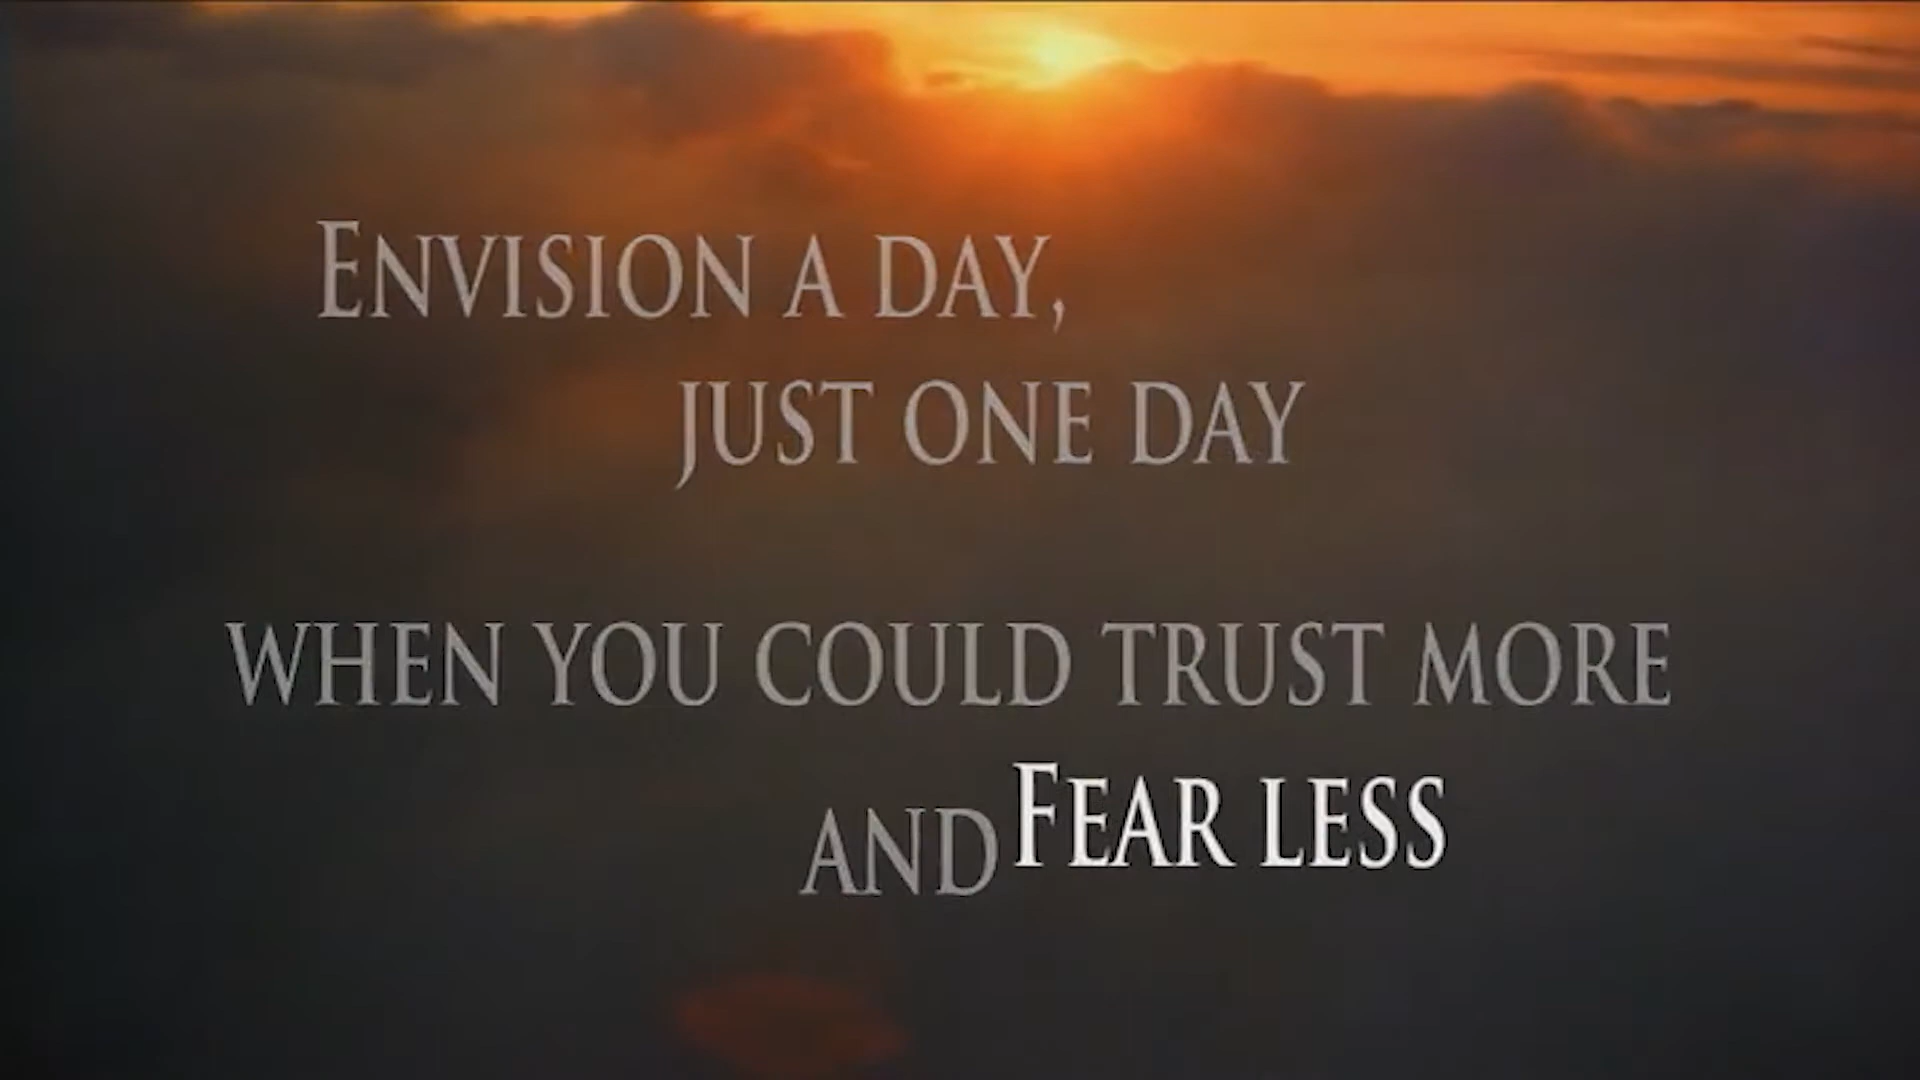 ENVISION A DAY,
JUST ONE DAY
WHEN YOU COULD TRUST MORE
AND FEAR LESS